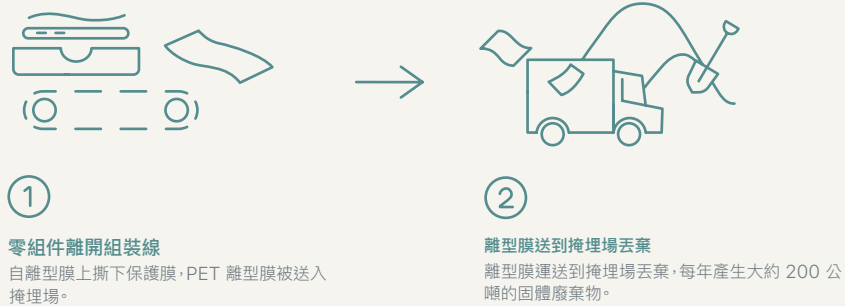 1
零組件離開組裝線
自離型膜上撕下保護膜,PET 離型膜被送入
掩埋場。
2
離型膜送到掩埋場丟棄
離型膜運送到掩埋場丟棄,每年產生大約 200 公
噸的固體廢棄物。